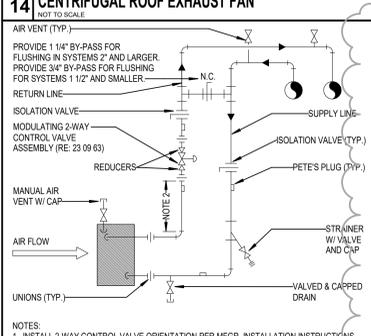 14 CENTRIFUGAL ROOF EXHAUST FAN
NOT TO SCALE
AIR VENT (TYP.)
PROVIDE 1 1/4" BY-PASS FOR
FLUSHING IN SYSTEMS 2" AND LARGER.
PROVIDE 3/4" BY-PASS FOR FLUSHING
FOR SYSTEMS 1 1/2" AND SMALLER.
N.C.
RETURN LINE
ISOLATION VALVE
SUPPLY LINE
MODULATING 2-WAY
CONTROL VALVE
ASSEMBLY (RE: 23 09 63)
ISOLATION VALVE (TYP.)
REDUCERS
PETE'S PLUG (TYP.)
MANUAL AIR
VENT W/ CAP
NOTE 2
AIR FLOW
STRAINER
W/ VALVE
AND CAP
UNIONS (TYP.)
VALVED & CAPPED
DRAIN
NOTES:
1. INSTALL 2-WAY CONTROL VALVE ORIENTATION PER MFGR. INSTALLATION INSTRUCTIONS